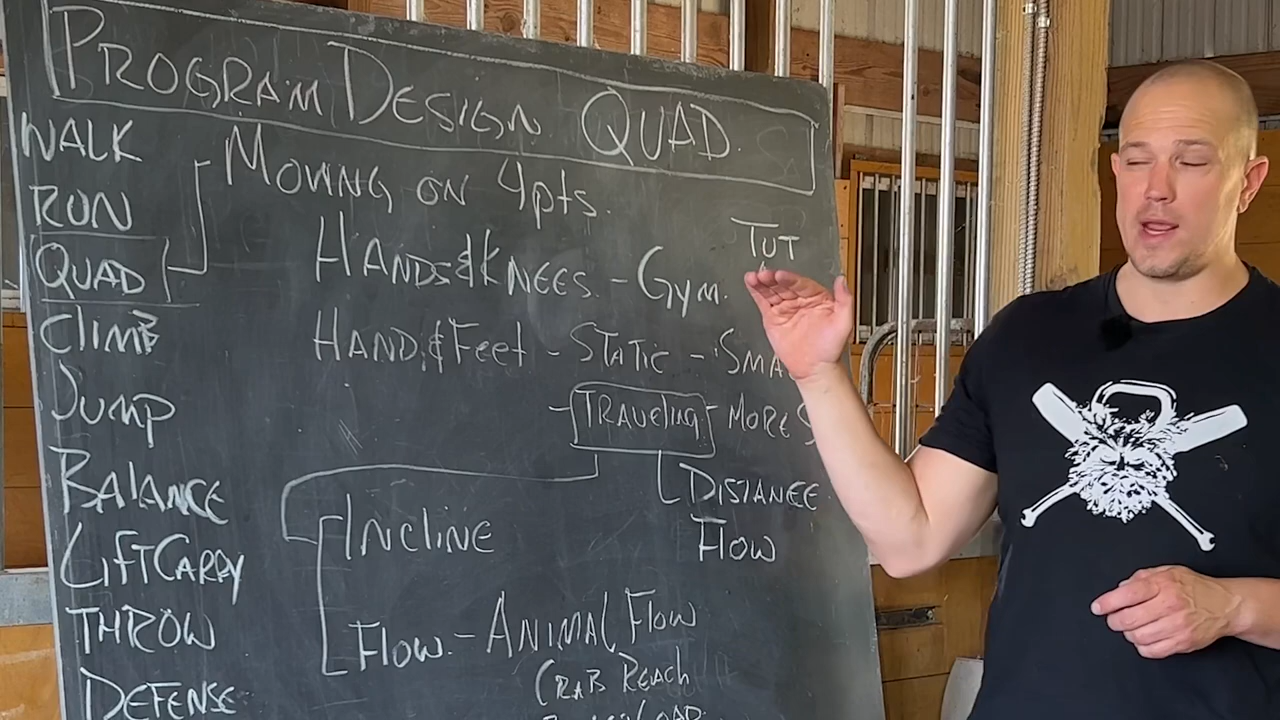 PROGRAM DESIGN QUAD.
WALK
RUN
QUAD
CLIMB
JUMP
BALANCE
LIFT CARRY
THROW
DEFENSE
MOVING ON 4pts.
HANDS & KNEES. - Gym.
TUT
HAND & Feet - STATIC -
- TRAVELING - MORE
DISTANCE
FLOW
INCLINE
FLOW. - ANIMAL FLOW
CRAB REACH